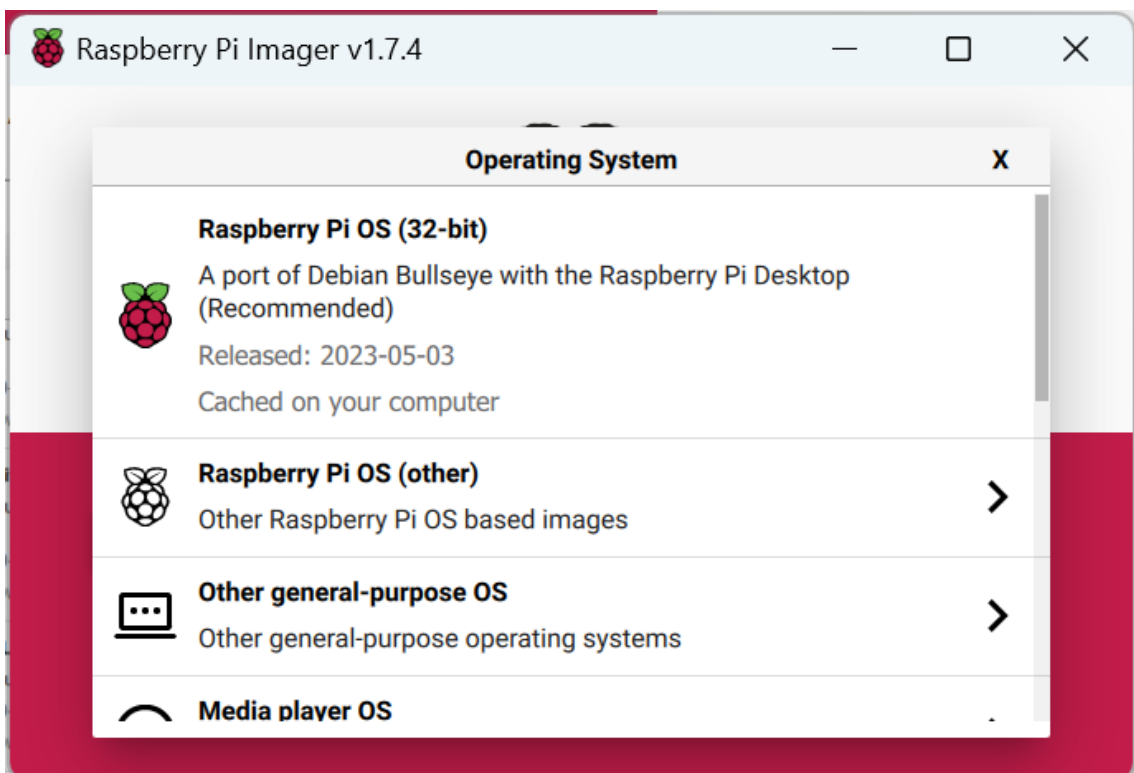 Raspberry Pi Imager v1.7.4
Operating System X
Raspberry Pi OS (32-bit)
A port of Debian Bullseye with the Raspberry Pi Desktop
(Recommended)
Released: 2023-05-03
Cached on your computer
Raspberry Pi OS (other)
Other Raspberry Pi OS based images
Other general-purpose OS
Other general-purpose operating systems
Media player OS